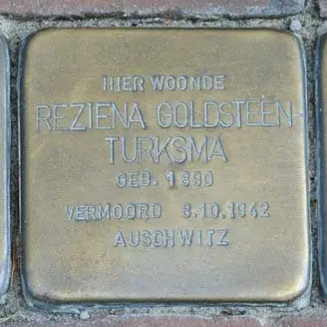 HIER WOONDE
REZIENA GOLDSTEEN-
TURKSMA
GEB. 1890
VERMOORD 8.10.1942
AUSCHWITZ